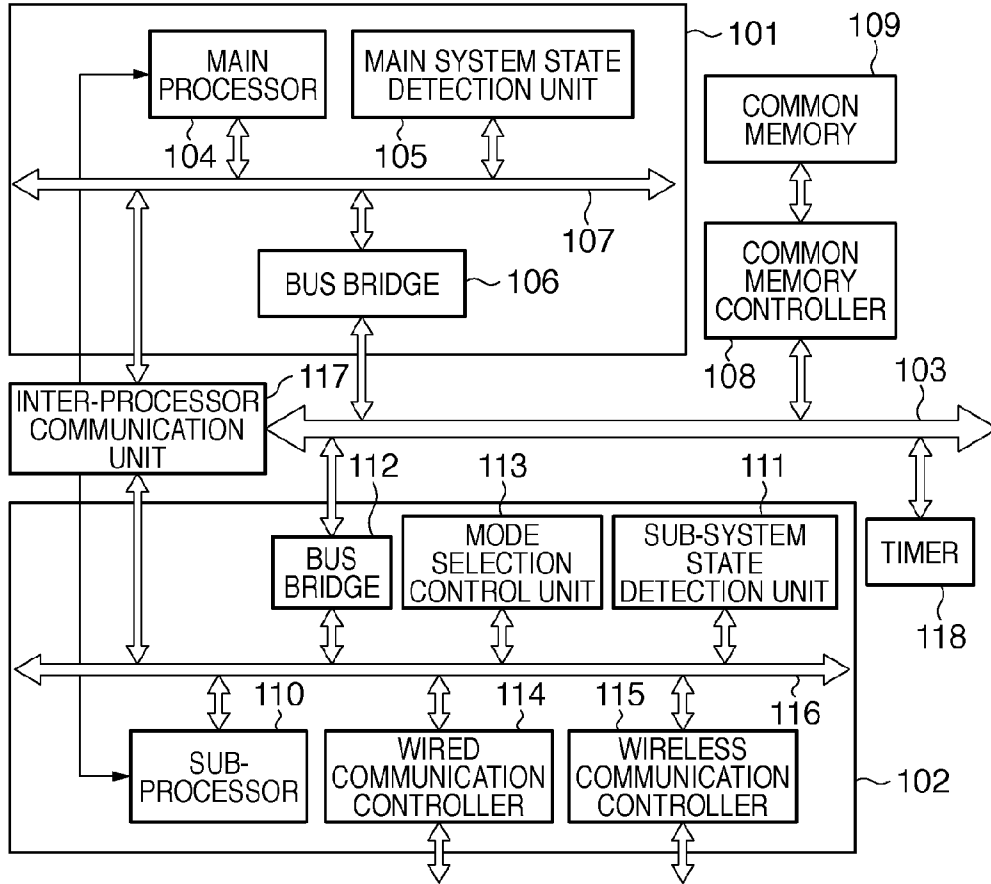 101
MAIN
PROCESSOR
104
MAIN SYSTEM STATE
DETECTION UNIT
105
109
COMMON
MEMORY
107
BUS BRIDGE
106
COMMON
MEMORY
CONTROLLER
108
117
INTER-PROCESSOR
COMMUNICATION
UNIT
103
112
BUS
BRIDGE
113
MODE
SELECTION
CONTROL UNIT
111
SUB-SYSTEM
STATE
DETECTION UNIT
TIMER
118
116
110
SUB-
PROCESSOR
114
WIRED
COMMUNICATION
CONTROLLER
115
WIRELESS
COMMUNICATION
CONTROLLER
102